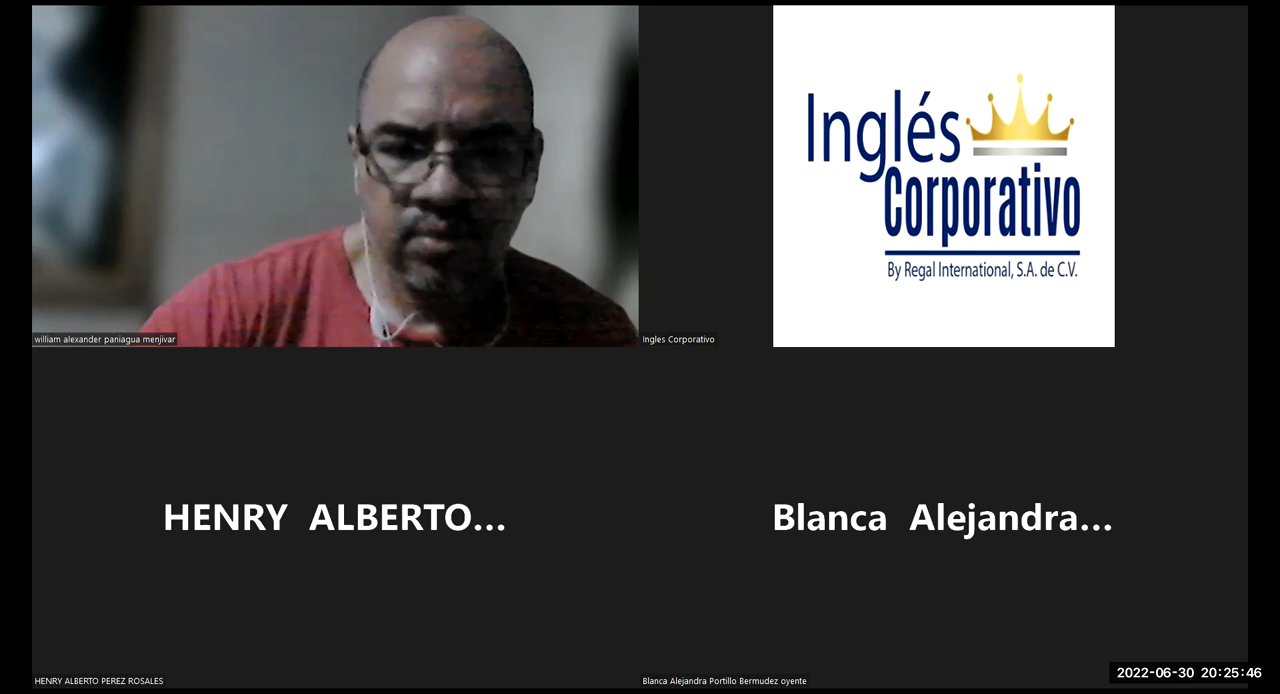 Inglés
Corporativo
By Regal International, S.A. de C.V.
william alexander paniagua menjivar
Ingles Corporativo
HENRY ALBERTO...
Blanca Alejandra...
HENRY ALBERTO PEREZ ROSALES
Blanca Alejandra Portillo Bermudez oyente
2022-06-30 20:25:46